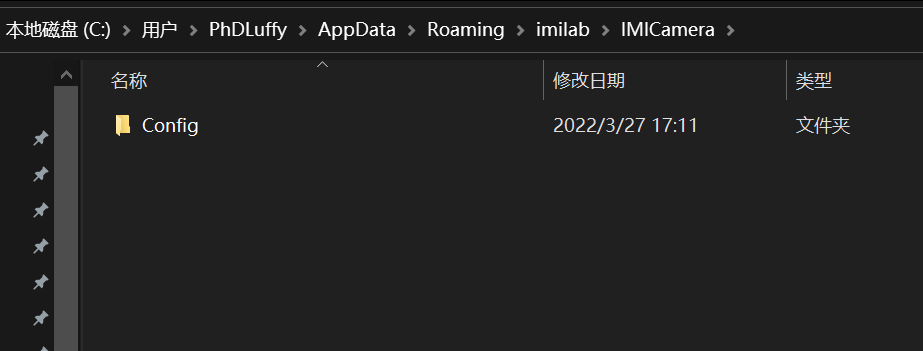 本地磁盘 (C:) > 用户 > PhDLuffy > AppData > Roaming > imilab > IMICamera >
名称 修改日期 类型
Config 2022/3/27 17:11 文件夹